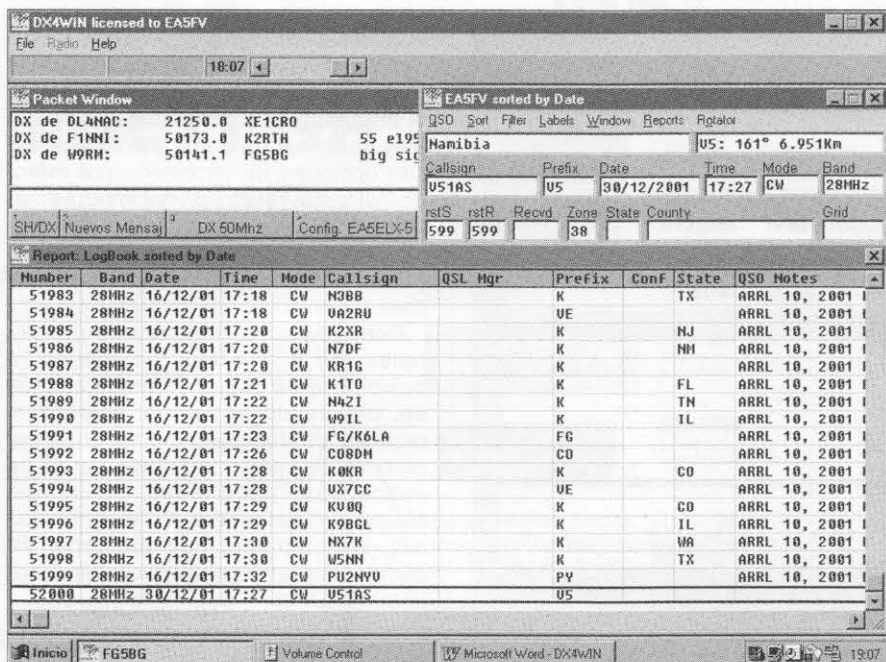 DX4WIN licensed to EA5FV
File Radio Help
18:07
Packet Window
DX de DL4NAC: 21250.0 XE1CRO
DX de F1NNI: 50173.0 K2RTH 55 el95
DX de W9RM: 50141.1 FG5BG big sig
SH/DX Nuevos Mensaj DX 50Mhz Config. EA5ELX-5
EA5FV sorted by Date
QSO Sort Filter Labels Window Reports Rotator
Namibia V5: 161° 6.951Km
Callsign Prefix Date Time Mode Band
V51AS V5 30/12/2001 17:27 CW 28MHz
rstS rstR Recvd Zone State County Grid
599 599 38
Report: LogBook sorted by Date
Number Band Date Time Mode Callsign QSL Mgr Prefix Conf State QSO Notes
51983 28MHz 16/12/01 17:18 CW N3BB K TX ARRL 10, 2001
51984 28MHz 16/12/01 17:18 CW VA2RU VE ARRL 10, 2001
51985 28MHz 16/12/01 17:20 CW K2XR K NJ ARRL 10, 2001
51986 28MHz 16/12/01 17:20 CW N7DF K NM ARRL 10, 2001
51987 28MHz 16/12/01 17:20 CW KR1G K ARRL 10, 2001
51988 28MHz 16/12/01 17:21 CW K1TO K FL ARRL 10, 2001
51989 28MHz 16/12/01 17:22 CW N4ZI K TN ARRL 10, 2001
51990 28MHz 16/12/01 17:22 CW W9IL K IL ARRL 10, 2001
51991 28MHz 16/12/01 17:23 CW FG/K6LA FG ARRL 10, 2001
51992 28MHz 16/12/01 17:26 CW CO8DM CO ARRL 10, 2001
51993 28MHz 16/12/01 17:28 CW K0KR K CO ARRL 10, 2001
51994 28MHz 16/12/01 17:28 CW VX7CC VE ARRL 10, 2001
51995 28MHz 16/12/01 17:29 CW KV0Q K CO ARRL 10, 2001
51996 28MHz 16/12/01 17:29 CW K9BGL K IL ARRL 10, 2001
51997 28MHz 16/12/01 17:30 CW NX7K K WA ARRL 10, 2001
51998 28MHz 16/12/01 17:30 CW W5NN K TX ARRL 10, 2001
51999 28MHz 16/12/01 17:32 CW PU2NYV PY ARRL 10, 2001
52000 28MHz 30/12/01 17:27 CW V51AS V5
Inicio FG5BG Volume Control Microsoft Word - DX4WIN 19:07